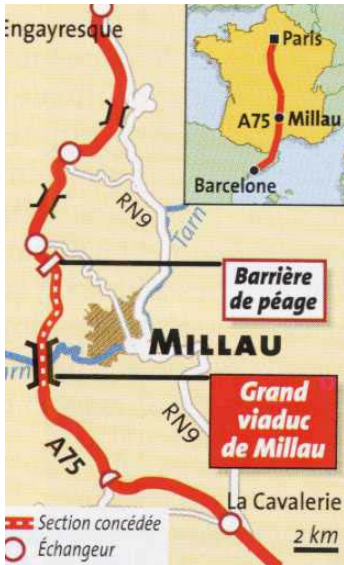 Engayresque
Paris
A75
Millau
Barcelone
RN9
Tarn
Barrière
de péage
MILLAU
arn
Grand
viaduc
de Millau
RN9
A75
La Cavalerie
Section concédée
Échangeur
2 km